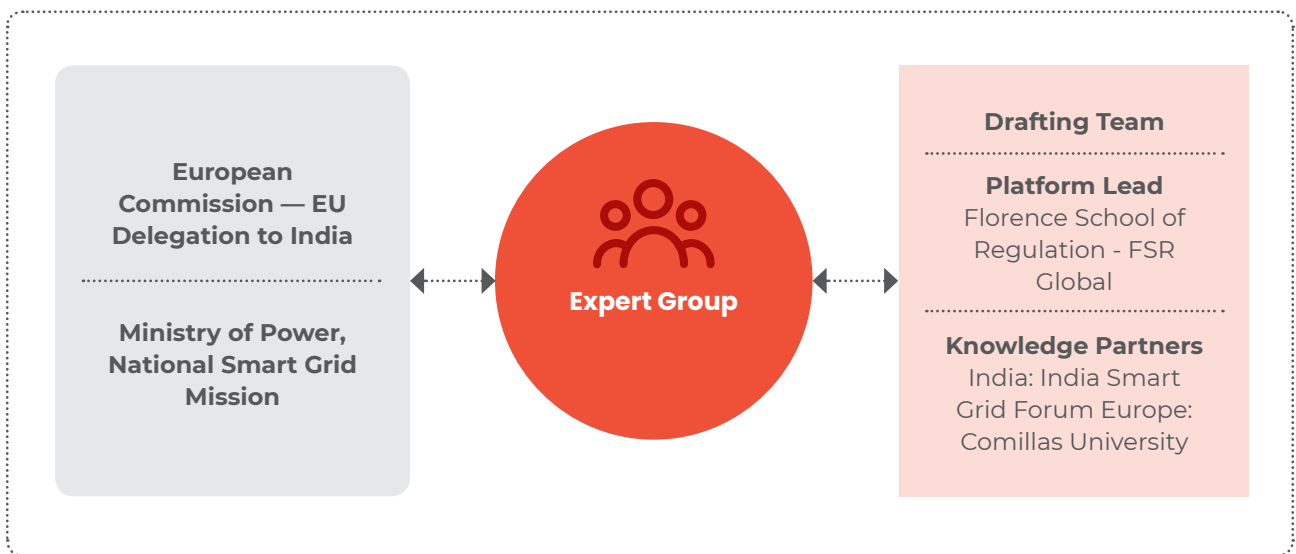 European
Commission — EU
Delegation to India
Ministry of Power,
National Smart Grid
Mission
Expert Group
Drafting Team
Platform Lead
Florence School of
Regulation - FSR
Global
Knowledge Partners
India: India Smart
Grid Forum Europe:
Comillas University